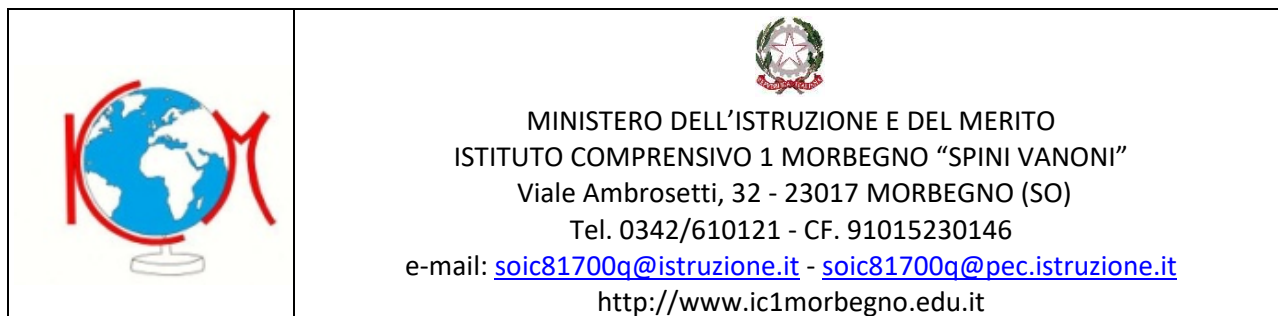 MINISTERO DELL’ISTRUZIONE E DEL MERITO
ISTITUTO COMPRENSIVO 1 MORBEGNO “SPINI VANONI”
Viale Ambrosetti, 32 - 23017 MORBEGNO (SO)
Tel. 0342/610121 - CF. 91015230146
e-mail: soic81700q@istruzione.it - soic81700q@pec.istruzione.it
http://www.ic1morbegno.edu.it